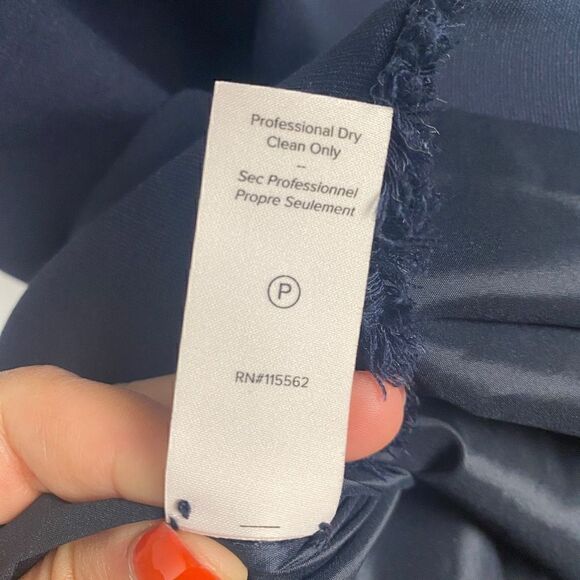 Professional Dry
Clean Only
–
Sec Professionnel
Propre Seulement
P
RN#115562